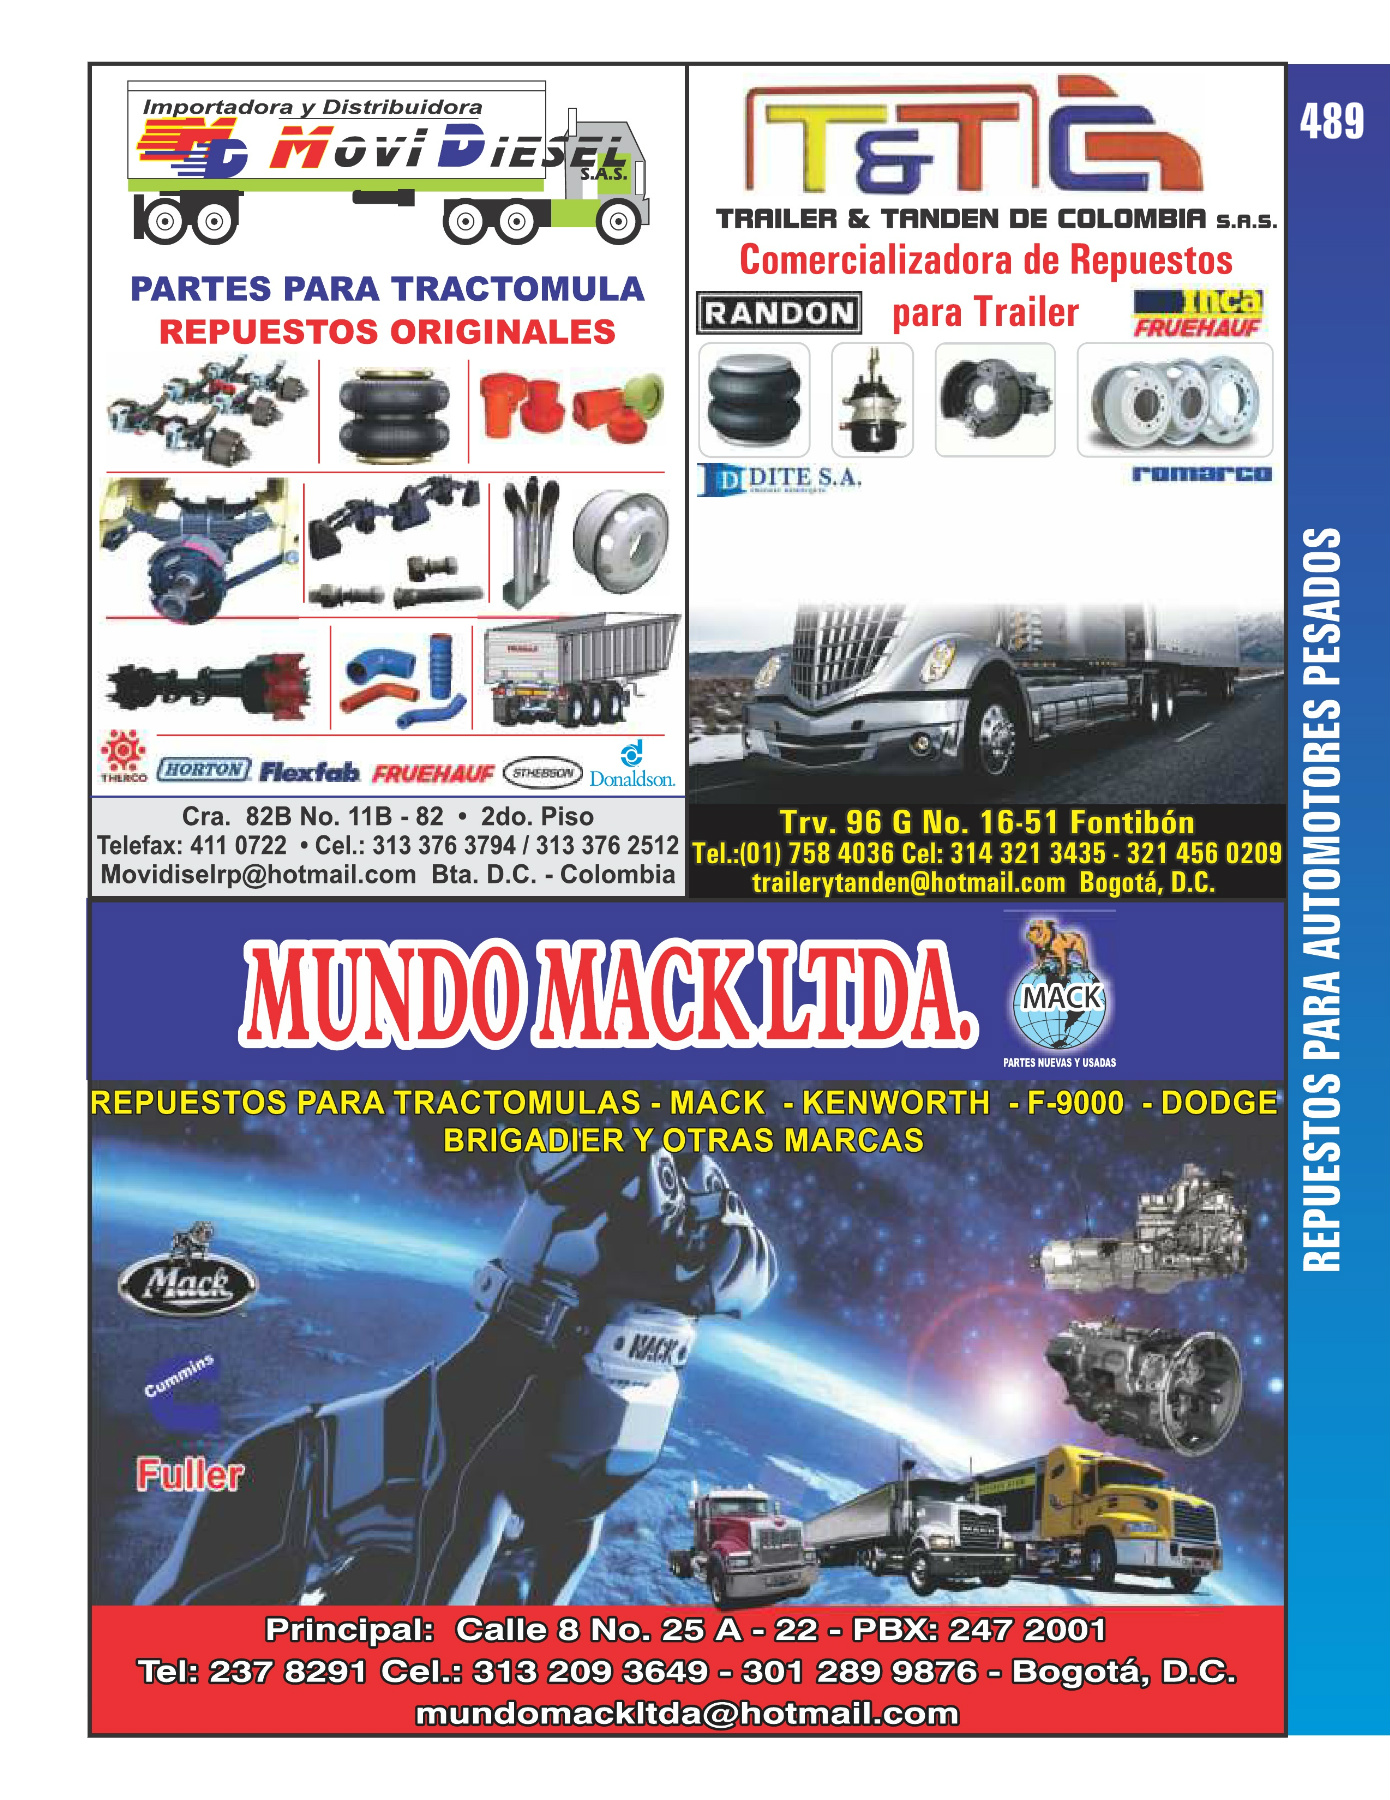 Importadora y Distribuidora
MD MOVI DIESEL
S.A.S.
PARTES PARA TRACTOMULA
REPUESTOS ORIGINALES
FRUEHAUF
THERCO HORTON Flexfab FRUEHAUF STHEBSON Donaldson.
Cra. 82B No. 11B - 82 • 2do. Piso
Telefax: 411 0722 • Cel.: 313 376 3794 / 313 376 2512
Movidiselrp@hotmail.com Bta. D.C. - Colombia
T&TC
TRAILER & TANDEN DE COLOMBIA S.A.S.
Comercializadora de Repuestos
para Trailer
RANDON
Inca
FRUEHAUF
D DITE S.A.
romarco
Trv. 96 G No. 16-51 Fontibón
Tel.:(01) 758 4036 Cel: 314 321 3435 - 321 456 0209
trailerytanden@hotmail.com Bogotá, D.C.
MUNDO MACK LTDA.
MACK
PARTES NUEVAS Y USADAS
REPUESTOS PARA TRACTOMULAS - MACK - KENWORTH - F-9000 - DODGE
BRIGADIER Y OTRAS MARCAS
Mack
MACK
Cummins
Fuller
MACK
Principal: Calle 8 No. 25 A - 22 - PBX: 247 2001
Tel: 237 8291 Cel.: 313 209 3649 - 301 289 9876 - Bogotá, D.C.
mundomackltda@hotmail.com
489
REPUESTOS PARA AUTOMOTORES PESADOS